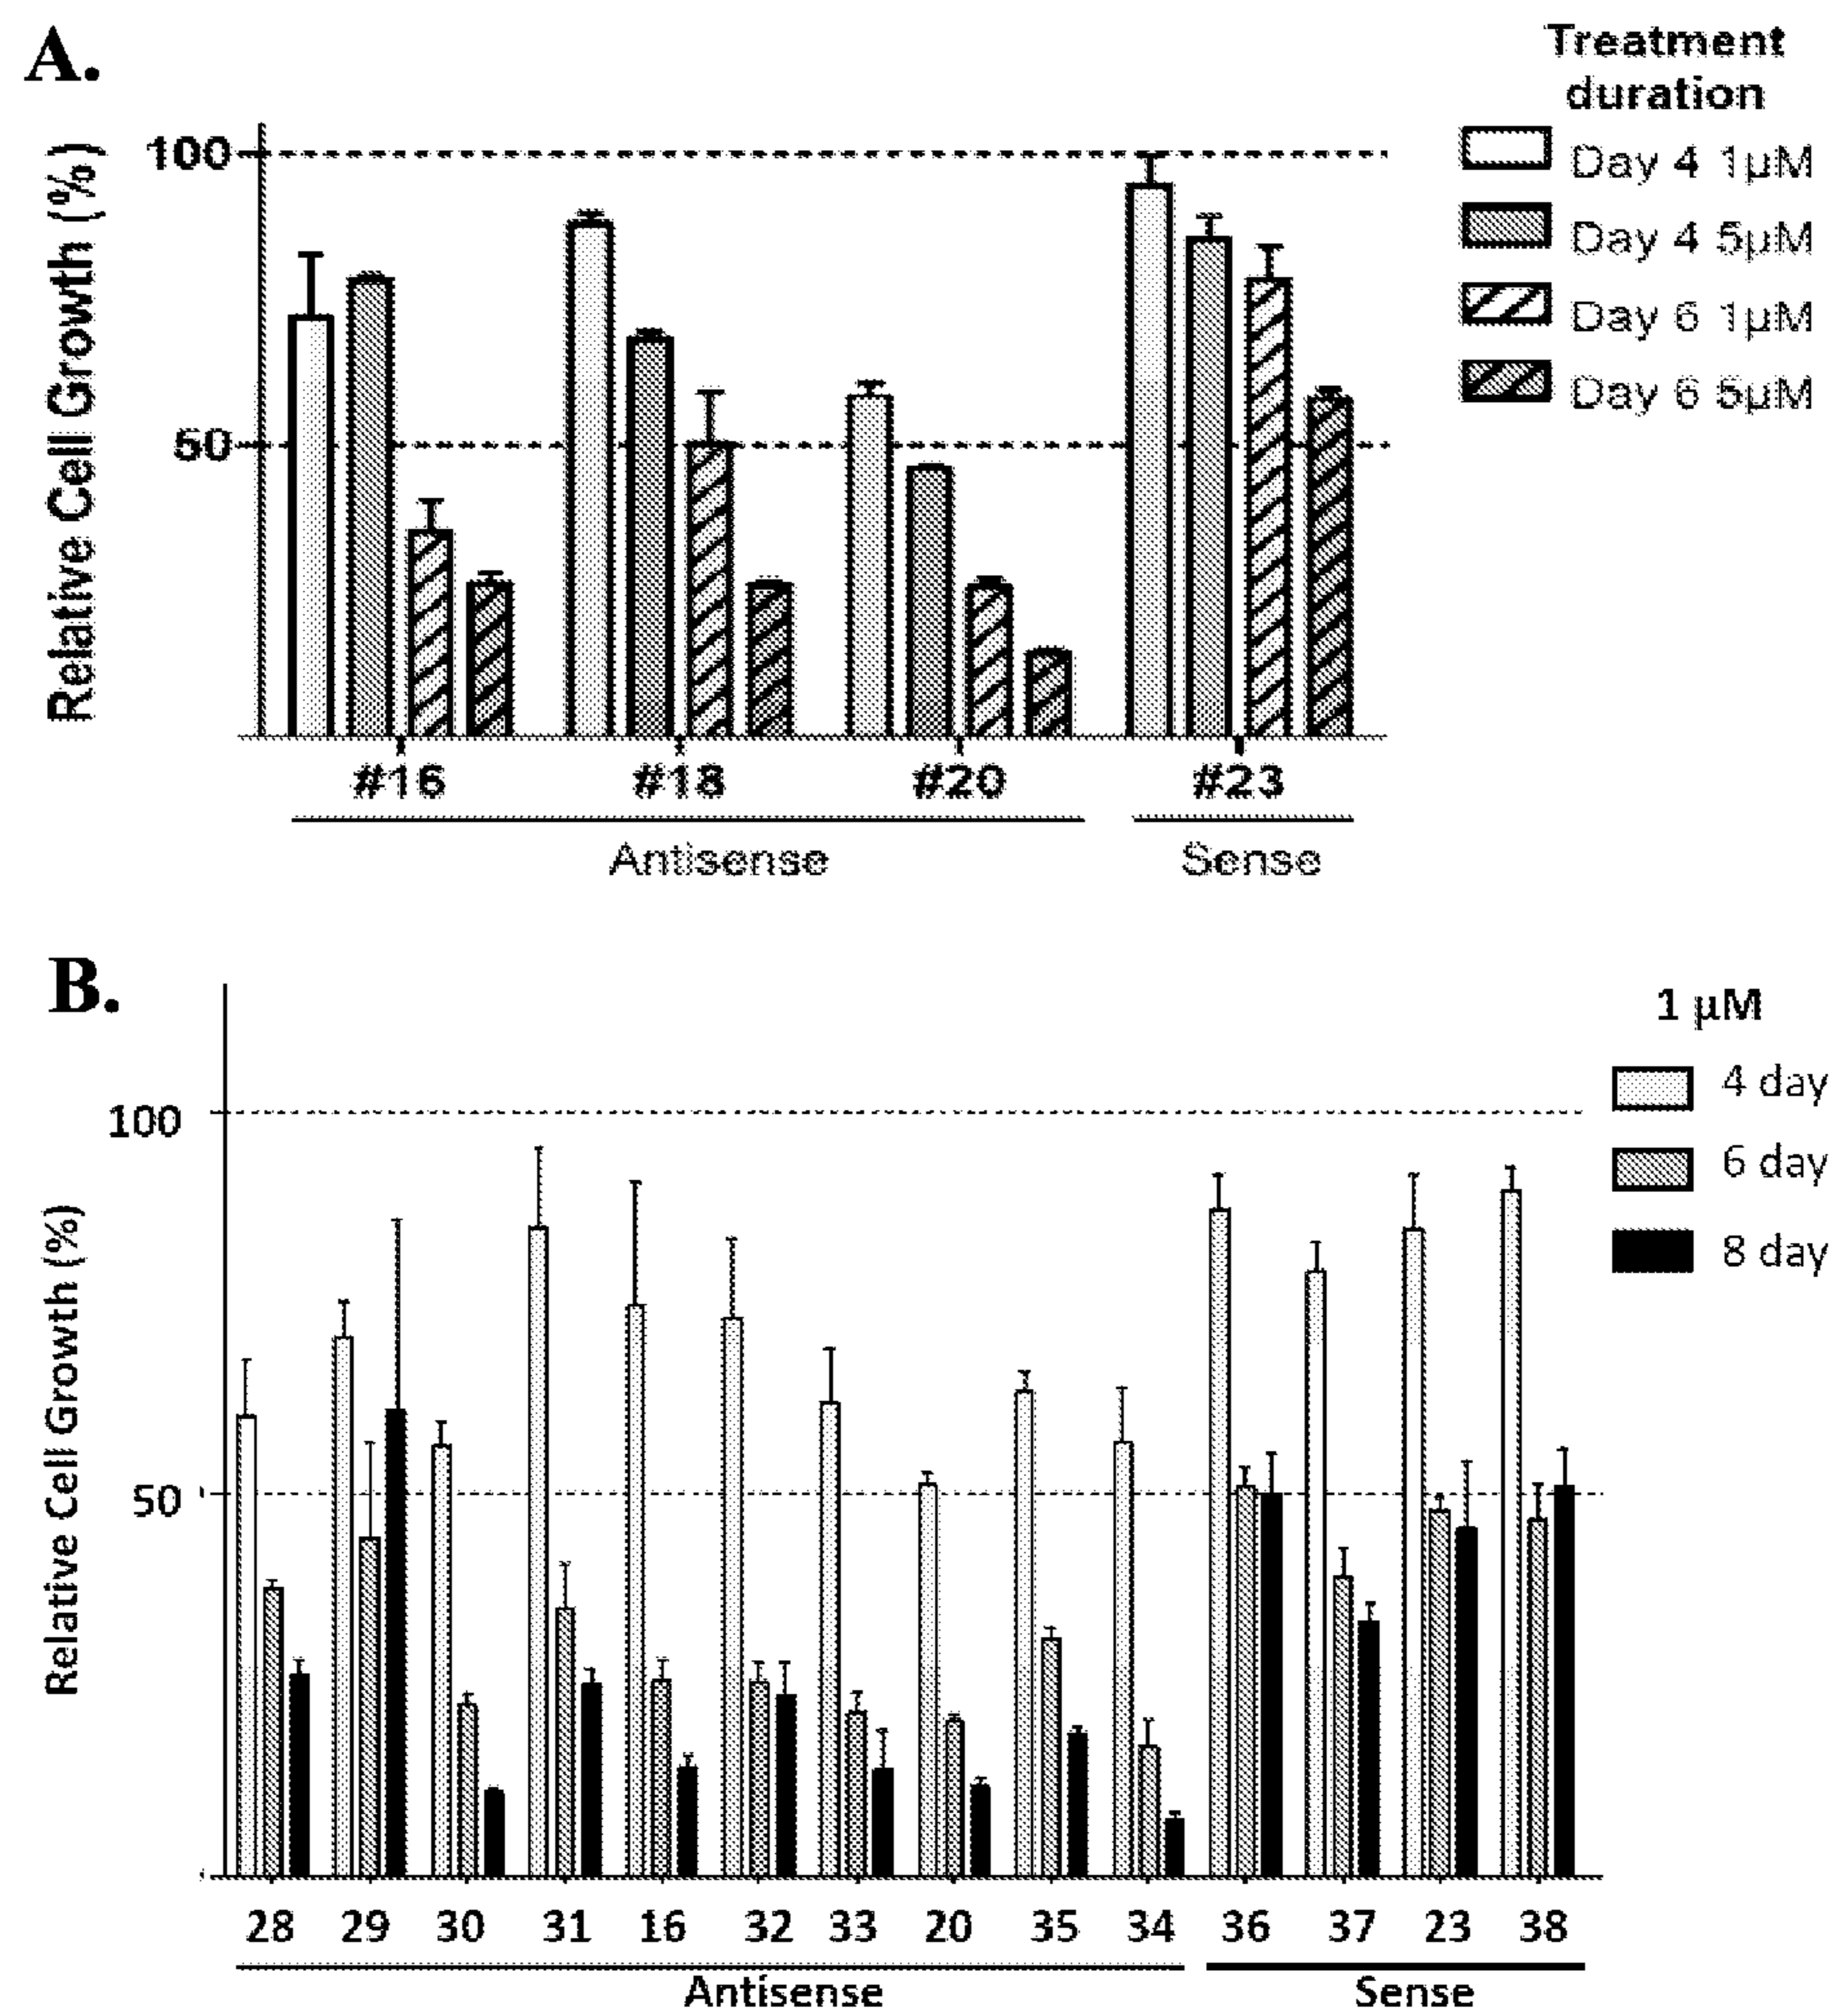 A.
Treatment
duration
Day 4 1µM
Day 4 5µM
Day 6 1µM
Day 6 5µM
Relative Cell Growth (%)
100
50
#16 #18 #20 #23
Antisense Sense
B.
1 µM
4 day
6 day
8 day
Relative Cell Growth (%)
100
50
28 29 30 31 16 32 33 20 35 34 36 37 23 38
Antisense Sense